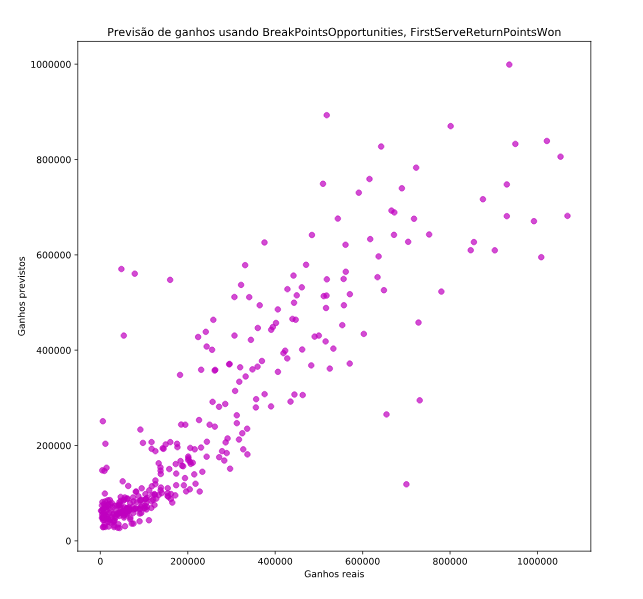 Previsão de ganhos usando BreakPointsOpportunities, FirstServeReturnPointsWon
1000000
800000
600000
400000
200000
0
Ganhos previstos
0 200000 400000 600000 800000 1000000
Ganhos reais